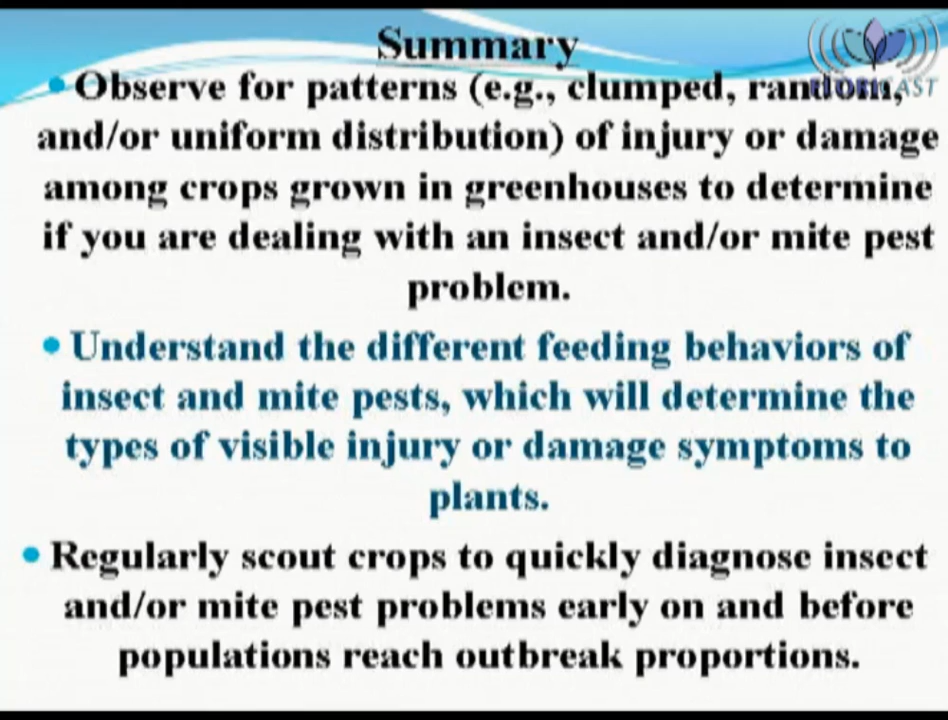 Summary
• Observe for patterns (e.g., clumped, random,
and/or uniform distribution) of injury or damage
among crops grown in greenhouses to determine
if you are dealing with an insect and/or mite pest
problem.
• Understand the different feeding behaviors of
insect and mite pests, which will determine the
types of visible injury or damage symptoms to
plants.
• Regularly scout crops to quickly diagnose insect
and/or mite pest problems early on and before
populations reach outbreak proportions.